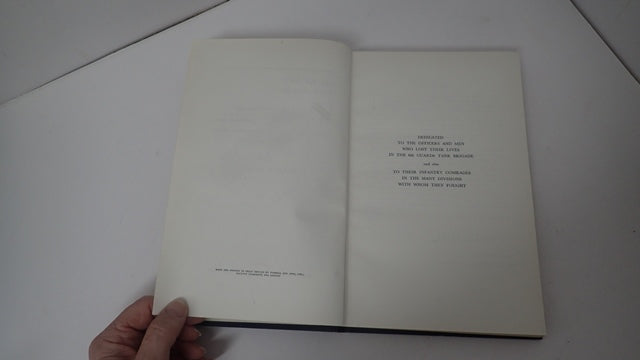 DEDICATED
TO THE OFFICERS AND MEN
WHO LOST THEIR LIVES
IN THE 6th GUARDS TANK BRIGADE
and also
TO THEIR INFANTRY COMRADES
IN THE MANY DIVISIONS
WITH WHOM THEY FOUGHT